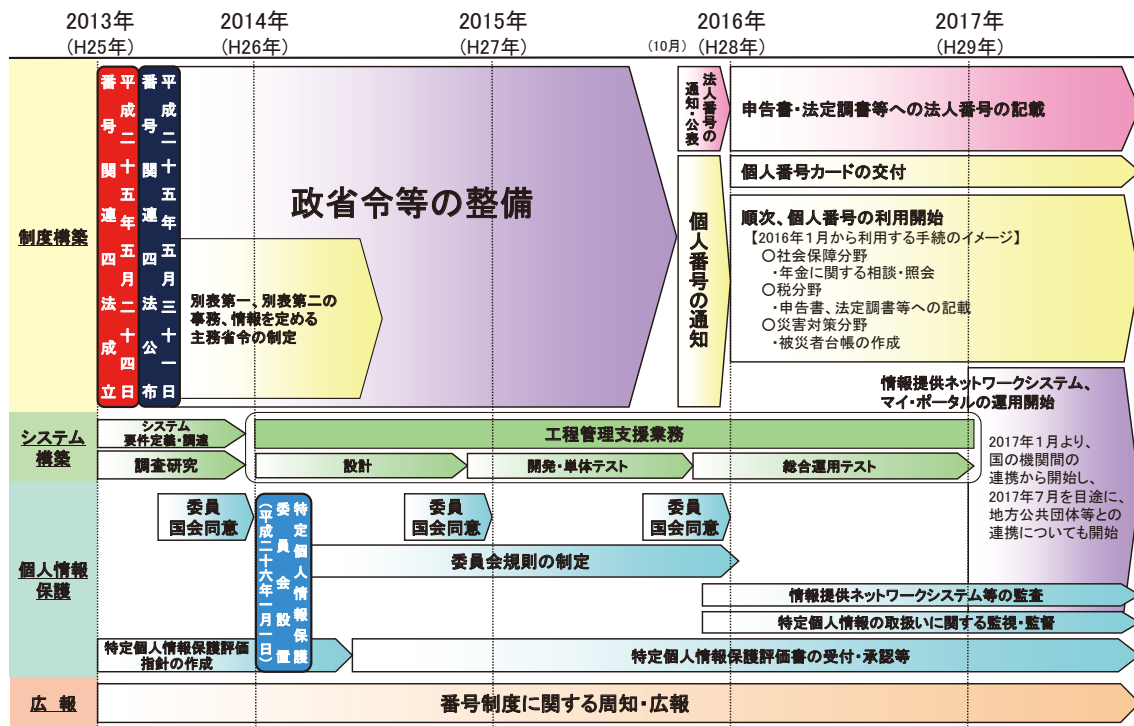 2013年
(H25年)
2014年
(H26年)
2015年
(H27年)
(10月)
2016年
(H28年)
2017年
(H29年)
制度構築
平成二十五年五月二十四日
番号関連四法成立
平成二十五年五月三十一日
番号関連四法公布
政省令等の整備
別表第一、別表第二の
事務、情報を定める
主務省令の制定
法人番号の
通知・公表
個人番号の通知
申告書・法定調書等への法人番号の記載
個人番号カードの交付
順次、個人番号の利用開始
【2016年1月から利用する手続のイメージ】
○社会保障分野
・年金に関する相談・照会
○税分野
・申告書、法定調書等への記載
○災害対策分野
・被災者台帳の作成
情報提供ネットワークシステム、
マイ・ポータルの運用開始
2017年1月より、
国の機関間の
連携から開始し、
2017年7月を目途に、
地方公共団体等との
連携についても開始
システム
構築
システム
要件定義・調達
工程管理支援業務
調査研究
設計
開発・単体テスト
総合運用テスト
個人情報
保護
委員
国会同意
特定個人情報保護
委員会設置
(平成二十六年一月一日)
委員
国会同意
委員
国会同意
委員会規則の制定
情報提供ネットワークシステム等の監査
特定個人情報の取扱いに関する監視・監督
特定個人情報保護評価
指針の作成
特定個人情報保護評価書の受付・承認等
広 報
番号制度に関する周知・広報